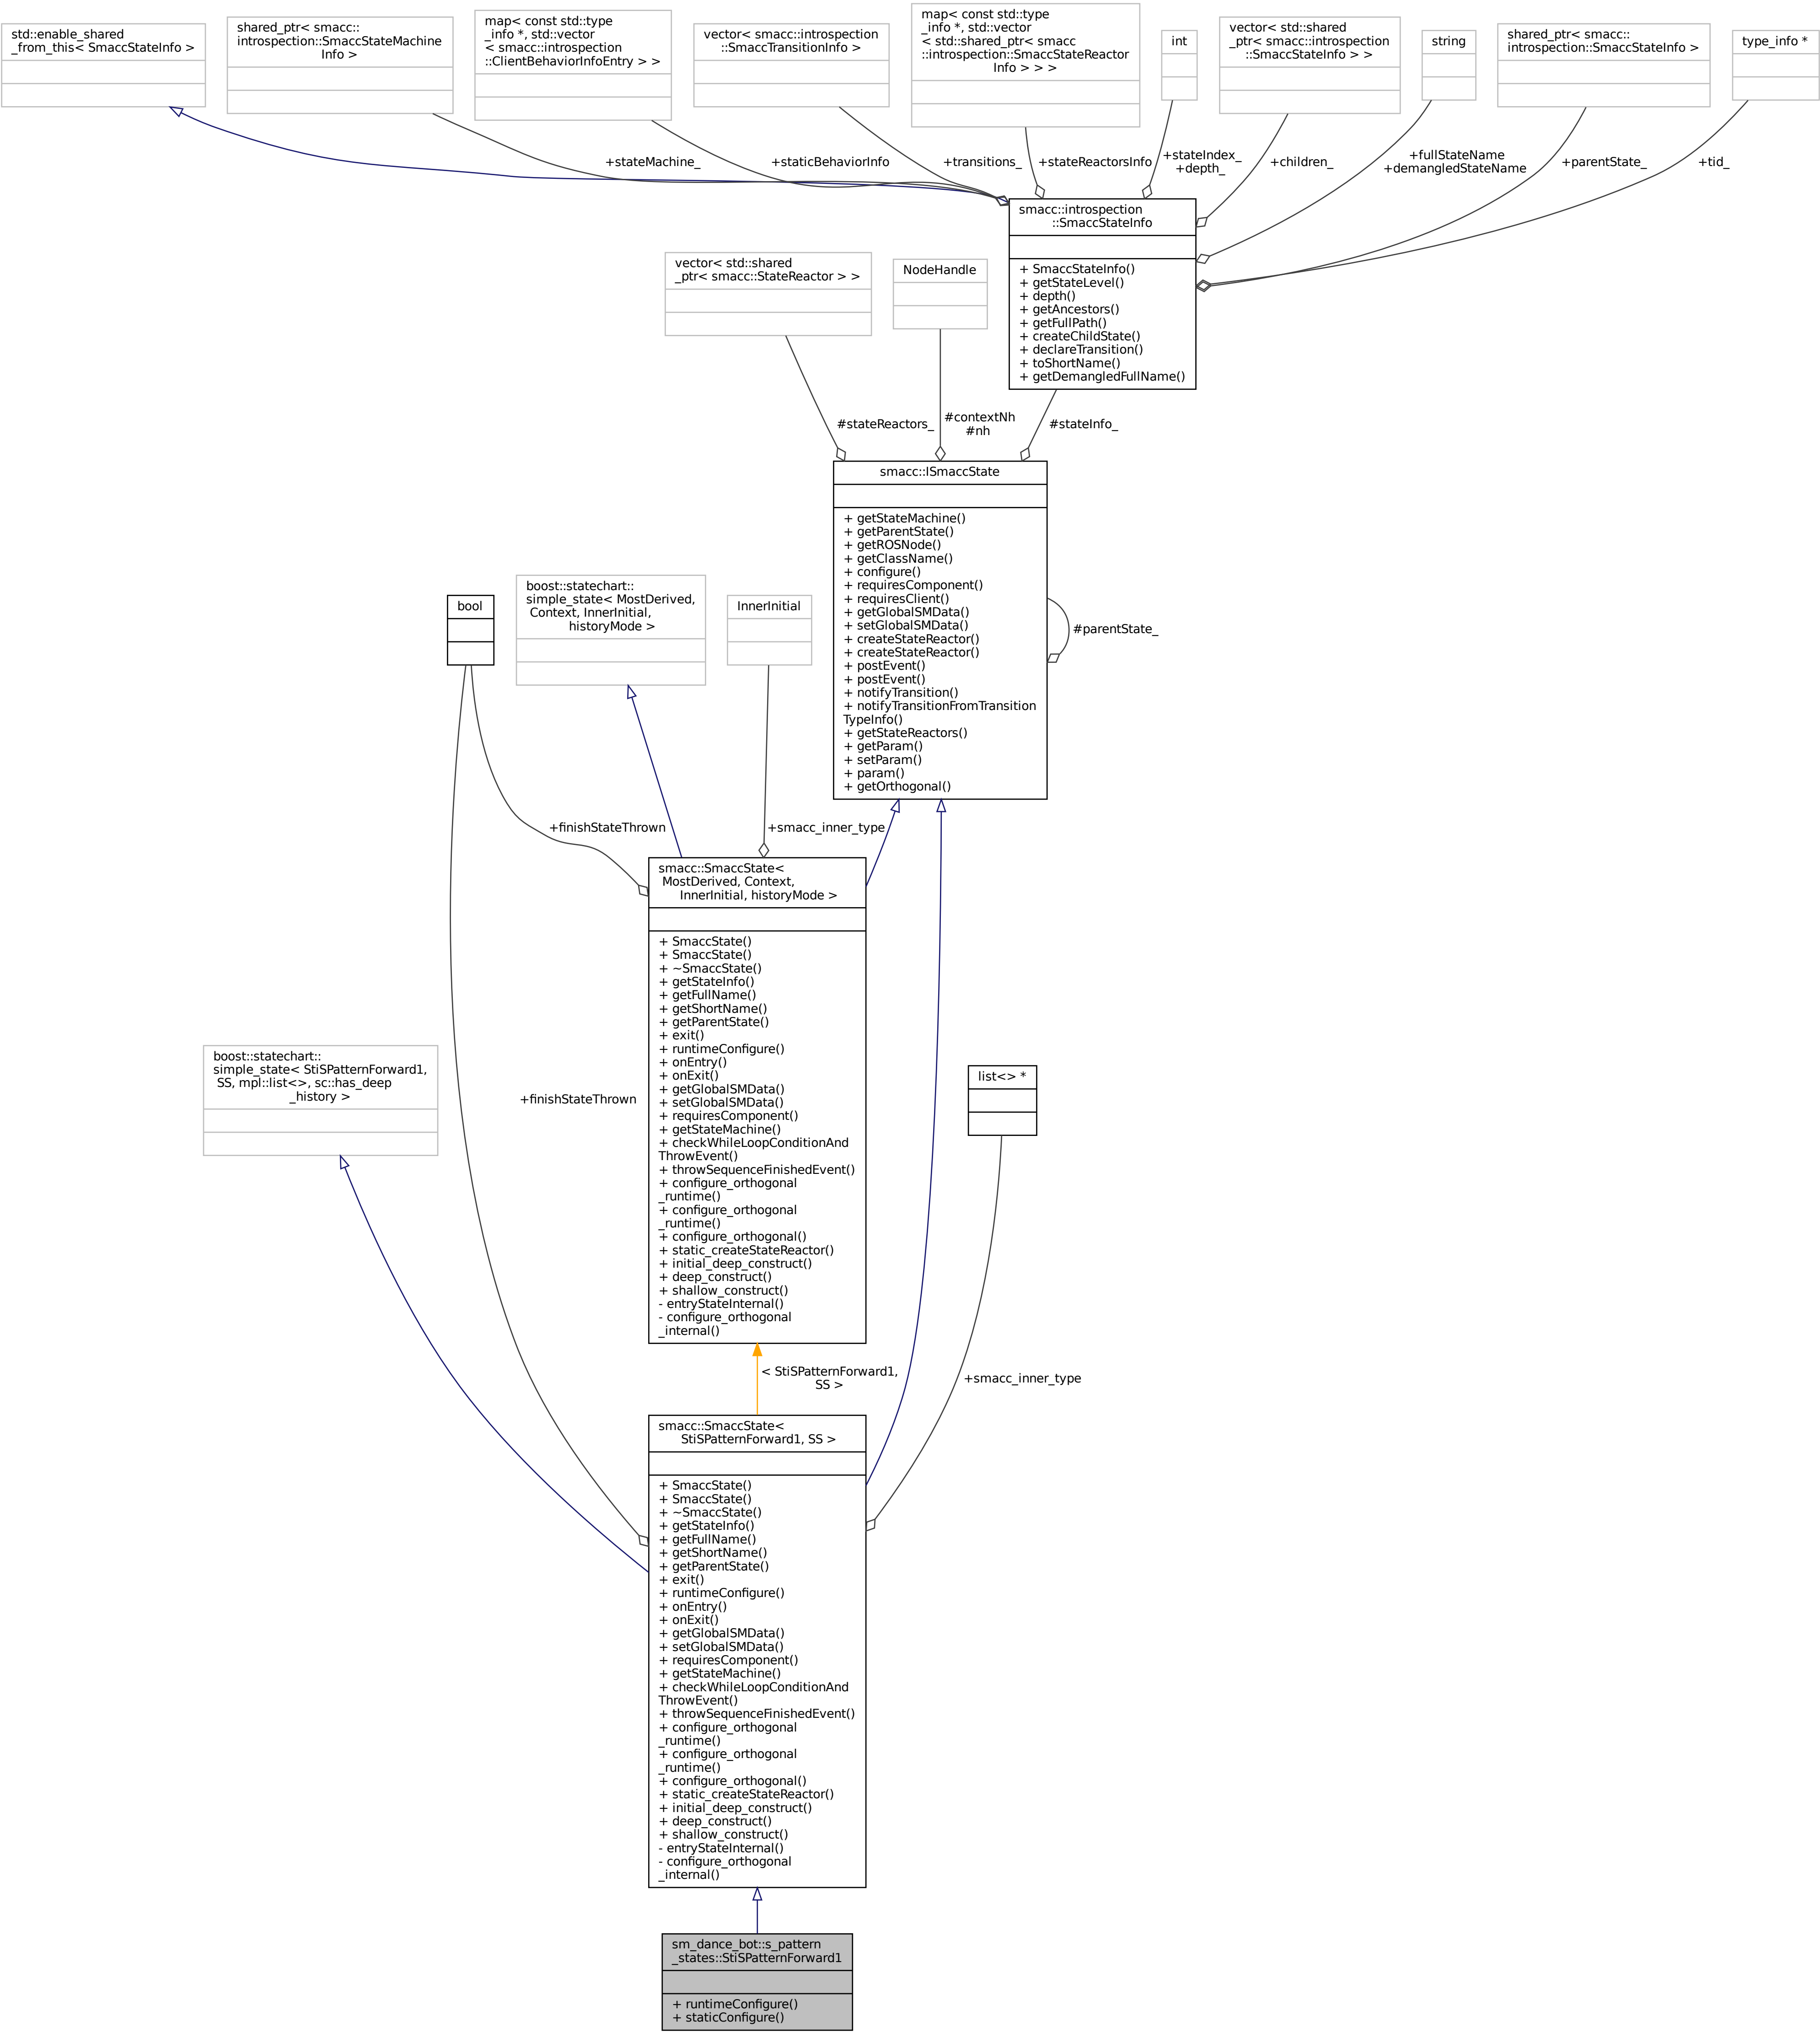 std::enable_shared
_from_this< SmaccStateInfo >
shared_ptr< smacc::
introspection::SmaccStateMachine
Info >
map< const std::type
_info *, std::vector
< smacc::introspection
::ClientBehaviorInfoEntry > >
vector< smacc::introspection
::SmaccTransitionInfo >
map< const std::type
_info *, std::vector
< std::shared_ptr< smacc
::introspection::SmaccStateReactor
Info > > >
int
vector< std::shared
_ptr< smacc::introspection
::SmaccStateInfo > >
string
shared_ptr< smacc::
introspection::SmaccStateInfo >
type_info *
+stateMachine_
+staticBehaviorInfo
+transitions_
+stateReactorsInfo
+stateIndex_
+depth_
+children_
+fullStateName
+demangledStateName
+parentState_
+tid_
smacc::introspection
::SmaccStateInfo
+ SmaccStateInfo()
+ getStateLevel()
+ depth()
+ getAncestors()
+ getFullPath()
+ createChildState()
+ declareTransition()
+ toShortName()
+ getDemangledFullName()
vector< std::shared
_ptr< smacc::StateReactor > >
NodeHandle
#stateReactors_
#contextNh
#nh
#stateInfo_
smacc::ISmaccState
+ getStateMachine()
+ getParentState()
+ getROSNode()
+ getClassName()
+ configure()
+ requiresComponent()
+ requiresClient()
+ getGlobalSMData()
+ setGlobalSMData()
+ createStateReactor()
+ createStateReactor()
+ postEvent()
+ postEvent()
+ notifyTransition()
+ notifyTransitionFromTransition
TypeInfo()
+ getStateReactors()
+ getParam()
+ setParam()
+ param()
+ getOrthogonal()
#parentState_
bool
boost::statechart::
simple_state< MostDerived,
Context, InnerInitial,
historyMode >
InnerInitial
+finishStateThrown
+smacc_inner_type
smacc::SmaccState<
MostDerived, Context,
InnerInitial, historyMode >
+ SmaccState()
+ SmaccState()
+ ~SmaccState()
+ getStateInfo()
+ getFullName()
+ getShortName()
+ getParentState()
+ exit()
+ runtimeConfigure()
+ onEntry()
+ onExit()
+ getGlobalSMData()
+ setGlobalSMData()
+ requiresComponent()
+ getStateMachine()
+ checkWhileLoopConditionAnd
ThrowEvent()
+ throwSequenceFinishedEvent()
+ configure_orthogonal
_runtime()
+ configure_orthogonal
_runtime()
+ configure_orthogonal()
+ static_createStateReactor()
+ initial_deep_construct()
+ deep_construct()
+ shallow_construct()
- entryStateInternal()
- configure_orthogonal
_internal()
boost::statechart::
simple_state< StiSPatternForward1,
SS, mpl::list<>, sc::has_deep
_history >
+finishStateThrown
list<> *
< StiSPatternForward1,
SS >
+smacc_inner_type
smacc::SmaccState<
StiSPatternForward1, SS >
+ SmaccState()
+ SmaccState()
+ ~SmaccState()
+ getStateInfo()
+ getFullName()
+ getShortName()
+ getParentState()
+ exit()
+ runtimeConfigure()
+ onEntry()
+ onExit()
+ getGlobalSMData()
+ setGlobalSMData()
+ requiresComponent()
+ getStateMachine()
+ checkWhileLoopConditionAnd
ThrowEvent()
+ throwSequenceFinishedEvent()
+ configure_orthogonal
_runtime()
+ configure_orthogonal
_runtime()
+ configure_orthogonal()
+ static_createStateReactor()
+ initial_deep_construct()
+ deep_construct()
+ shallow_construct()
- entryStateInternal()
- configure_orthogonal
_internal()
sm_dance_bot::s_pattern
_states::StiSPatternForward1
+ runtimeConfigure()
+ staticConfigure()